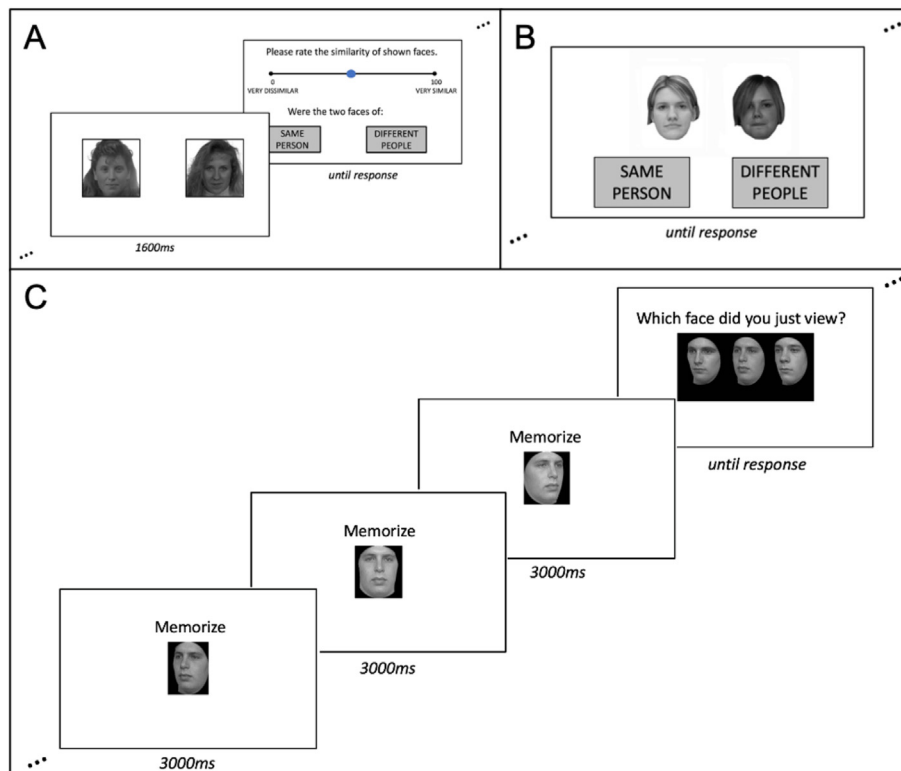 A
Please rate the similarity of shown faces.
0
100
VERY DISSIMILAR
VERY SIMILAR
Were the two faces of:
SAME
PERSON
DIFFERENT
PEOPLE
until response
1600ms
B
SAME
PERSON
DIFFERENT
PEOPLE
until response
C
Which face did you just view?
until response
Memorize
3000ms
Memorize
3000ms
Memorize
3000ms